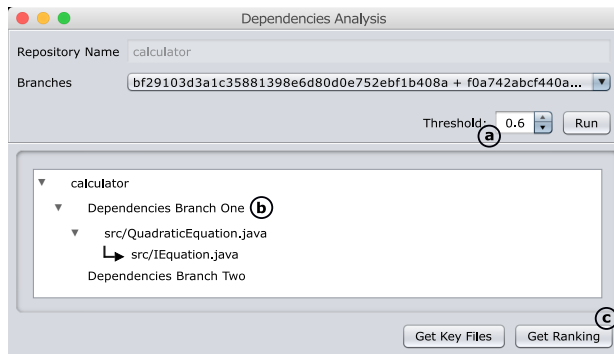 Dependencies Analysis
Repository Name calculator
Branches bf29103d3a1c35881398e6d80d0e752ebf1b408a + f0a742abcf440a...
Threshold: 0.6 Run
a
calculator
Dependencies Branch One b
src/QuadraticEquation.java
src/IEquation.java
Dependencies Branch Two
c
Get Key Files Get Ranking